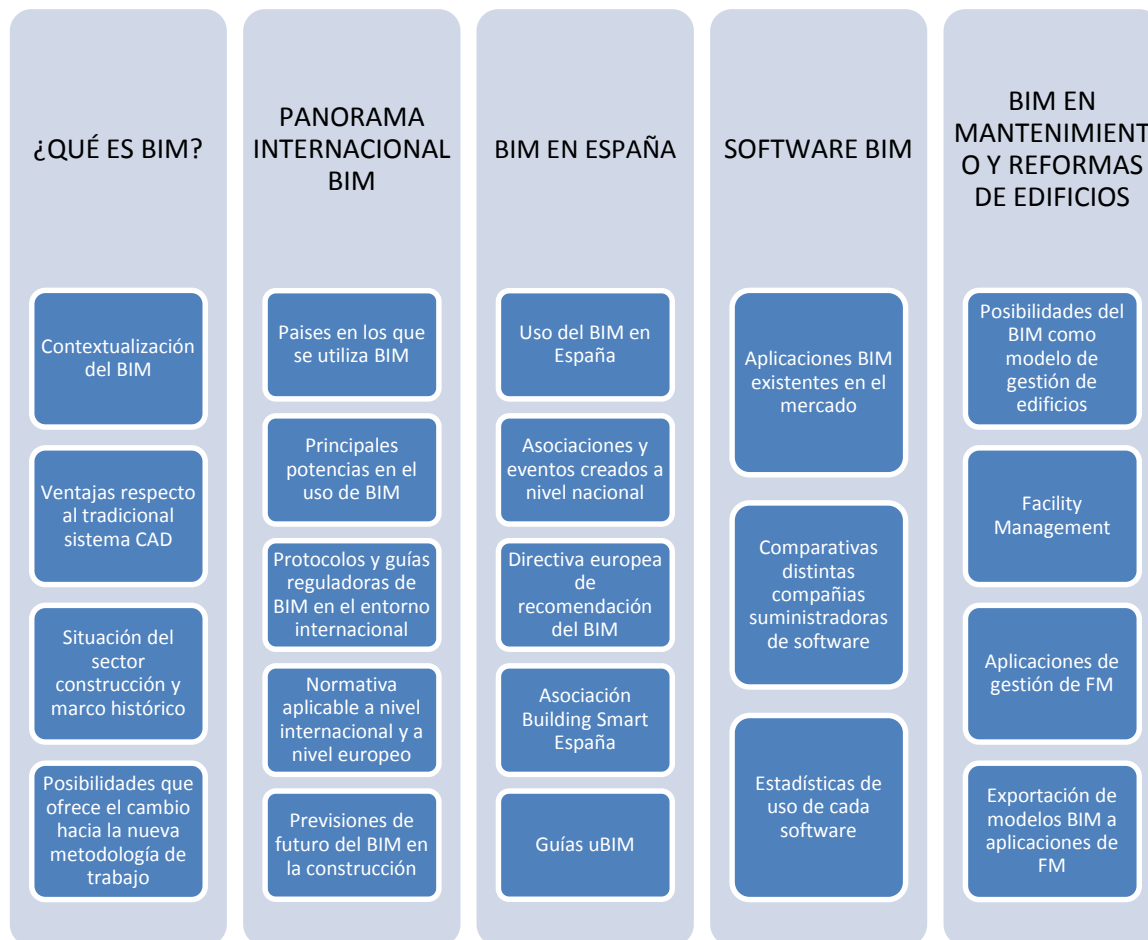 ¿QUÉ ES BIM?
Contextualización
del BIM
Ventajas respecto
al tradicional
sistema CAD
Situación del
sector
construcción y
marco histórico
Posibilidades que
ofrece el cambio
hacia la nueva
metodología de
trabajo
PANORAMA
INTERNACIONAL
BIM
Paises en los que
se utiliza BIM
Principales
potencias en el
uso de BIM
Protocolos y guías
reguladoras de
BIM en el entorno
internacional
Normativa
aplicable a nivel
internacional y a
nivel europeo
Previsiones de
futuro del BIM en
la construcción
BIM EN ESPAÑA
Uso del BIM en
España
Asociaciones y
eventos creados a
nivel nacional
Directiva europea
de
recomendación
del BIM
Asociación
Building Smart
España
Guías uBIM
SOFTWARE BIM
Aplicaciones BIM
existentes en el
mercado
Comparativas
distintas
compañias
suministradoras
de software
Estadísticas de
uso de cada
software
BIM EN
MANTENIMIENT
O Y REFORMAS
DE EDIFICIOS
Posibilidades del
BIM como
modelo de
gestión de
edificios
Facility
Management
Aplicaciones de
gestión de FM
Exportación de
modelos BIM a
aplicaciones de
FM